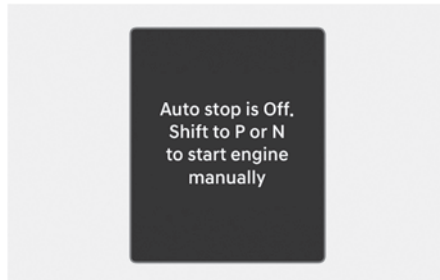 Auto stop is Off.
Shift to P or N
to start engine
manually